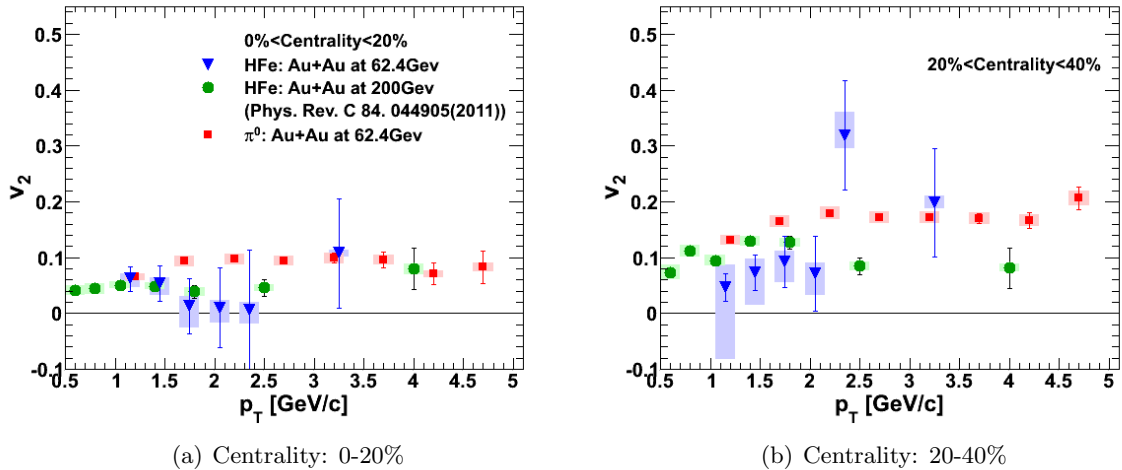 0.5
0%<Centrality<20%
HFe: Au+Au at 62.4Gev
0.4
HFe: Au+Au at 200Gev
(Phys. Rev. C 84. 044905(2011))
0.3
π⁰: Au+Au at 62.4Gev
v₂
0.2
0.1
0
-0.1
0.5 1 1.5 2 2.5 3 3.5 4 4.5 5
p_T [GeV/c]
(a) Centrality: 0-20%
0.5
20%<Centrality<40%
0.4
0.3
v₂
0.2
0.1
0
-0.1
0.5 1 1.5 2 2.5 3 3.5 4 4.5 5
p_T [GeV/c]
(b) Centrality: 20-40%